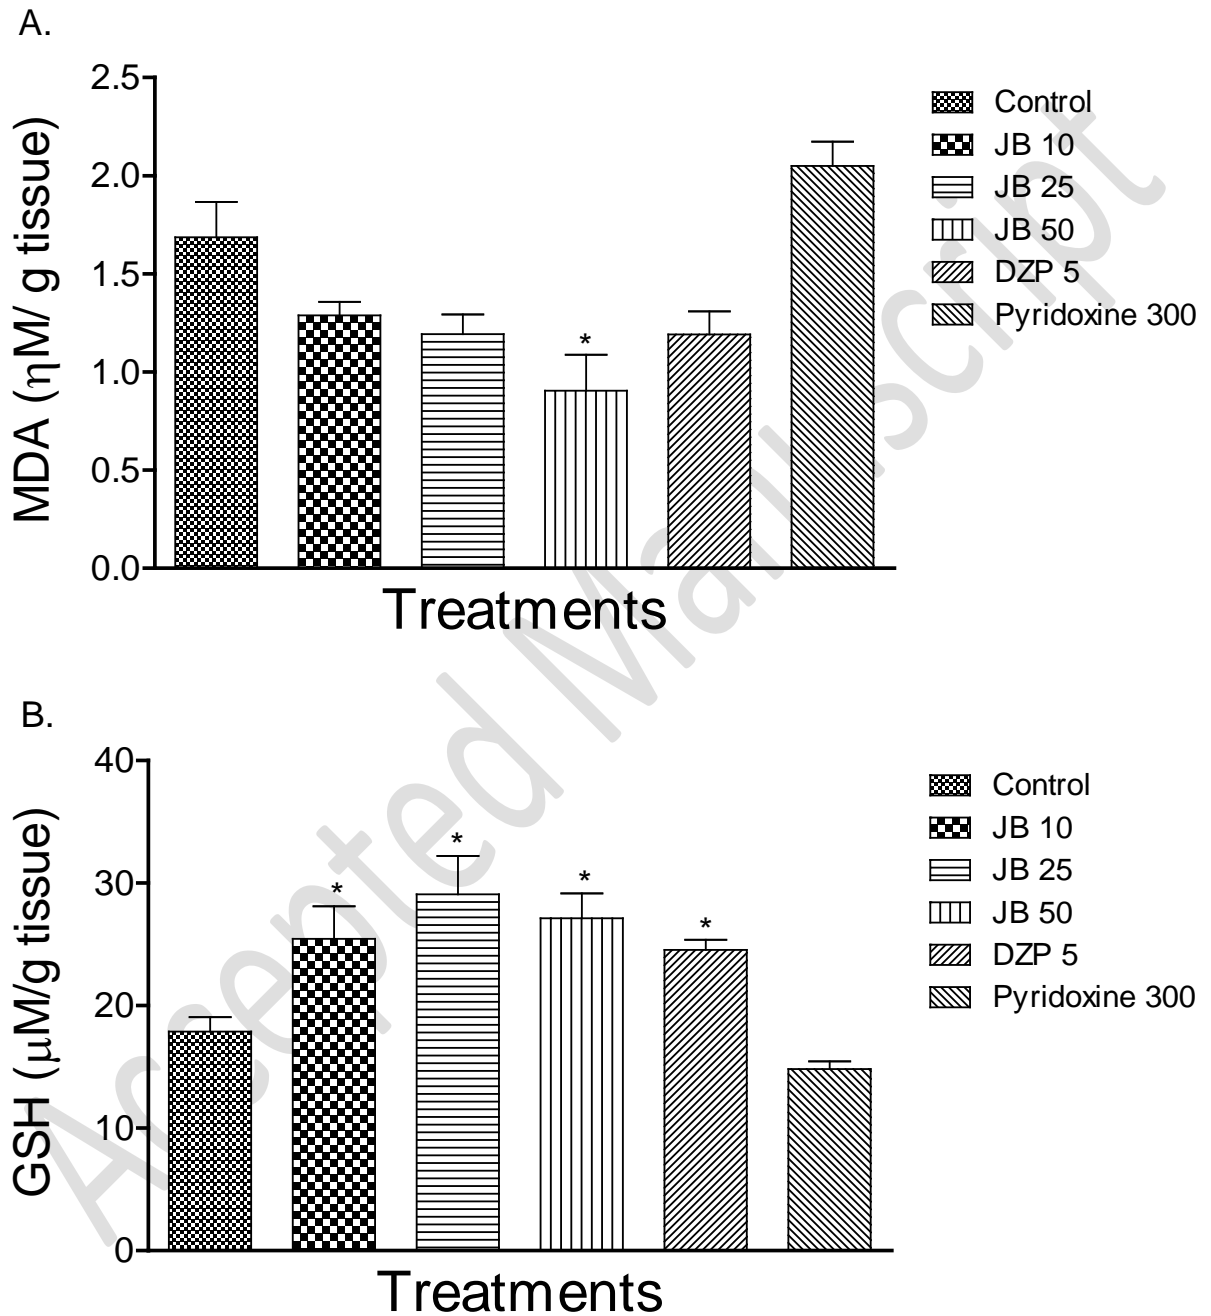 A.
2.5
2.0
1.5
1.0
0.5
0.0
MDA (ηM/ g tissue)
*
Treatments
Control
JB 10
JB 25
JB 50
DZP 5
Pyridoxine 300
B.
40
30
20
10
0
GSH (μM/g tissue)
*
*
*
*
Treatments
Control
JB 10
JB 25
JB 50
DZP 5
Pyridoxine 300
Accepted Manuscript